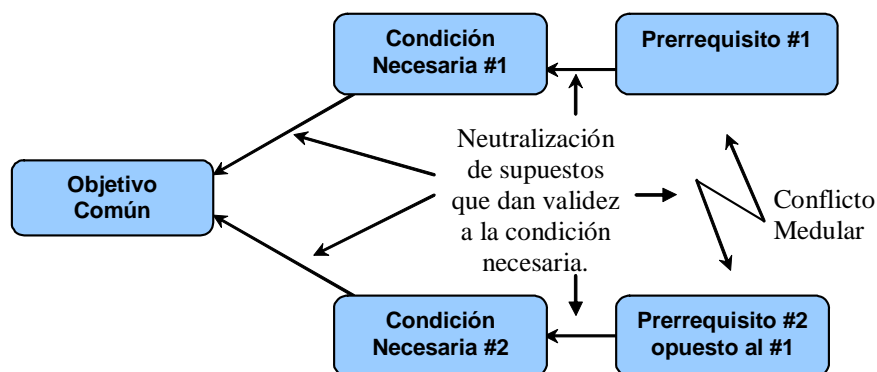 Condición
Necesaria #1
Prerrequisito #1
Neutralización
de supuestos
que dan validez
a la condición
necesaria.
Objetivo
Común
Conflicto
Medular
Condición
Necesaria #2
Prerrequisito #2
opuesto al #1